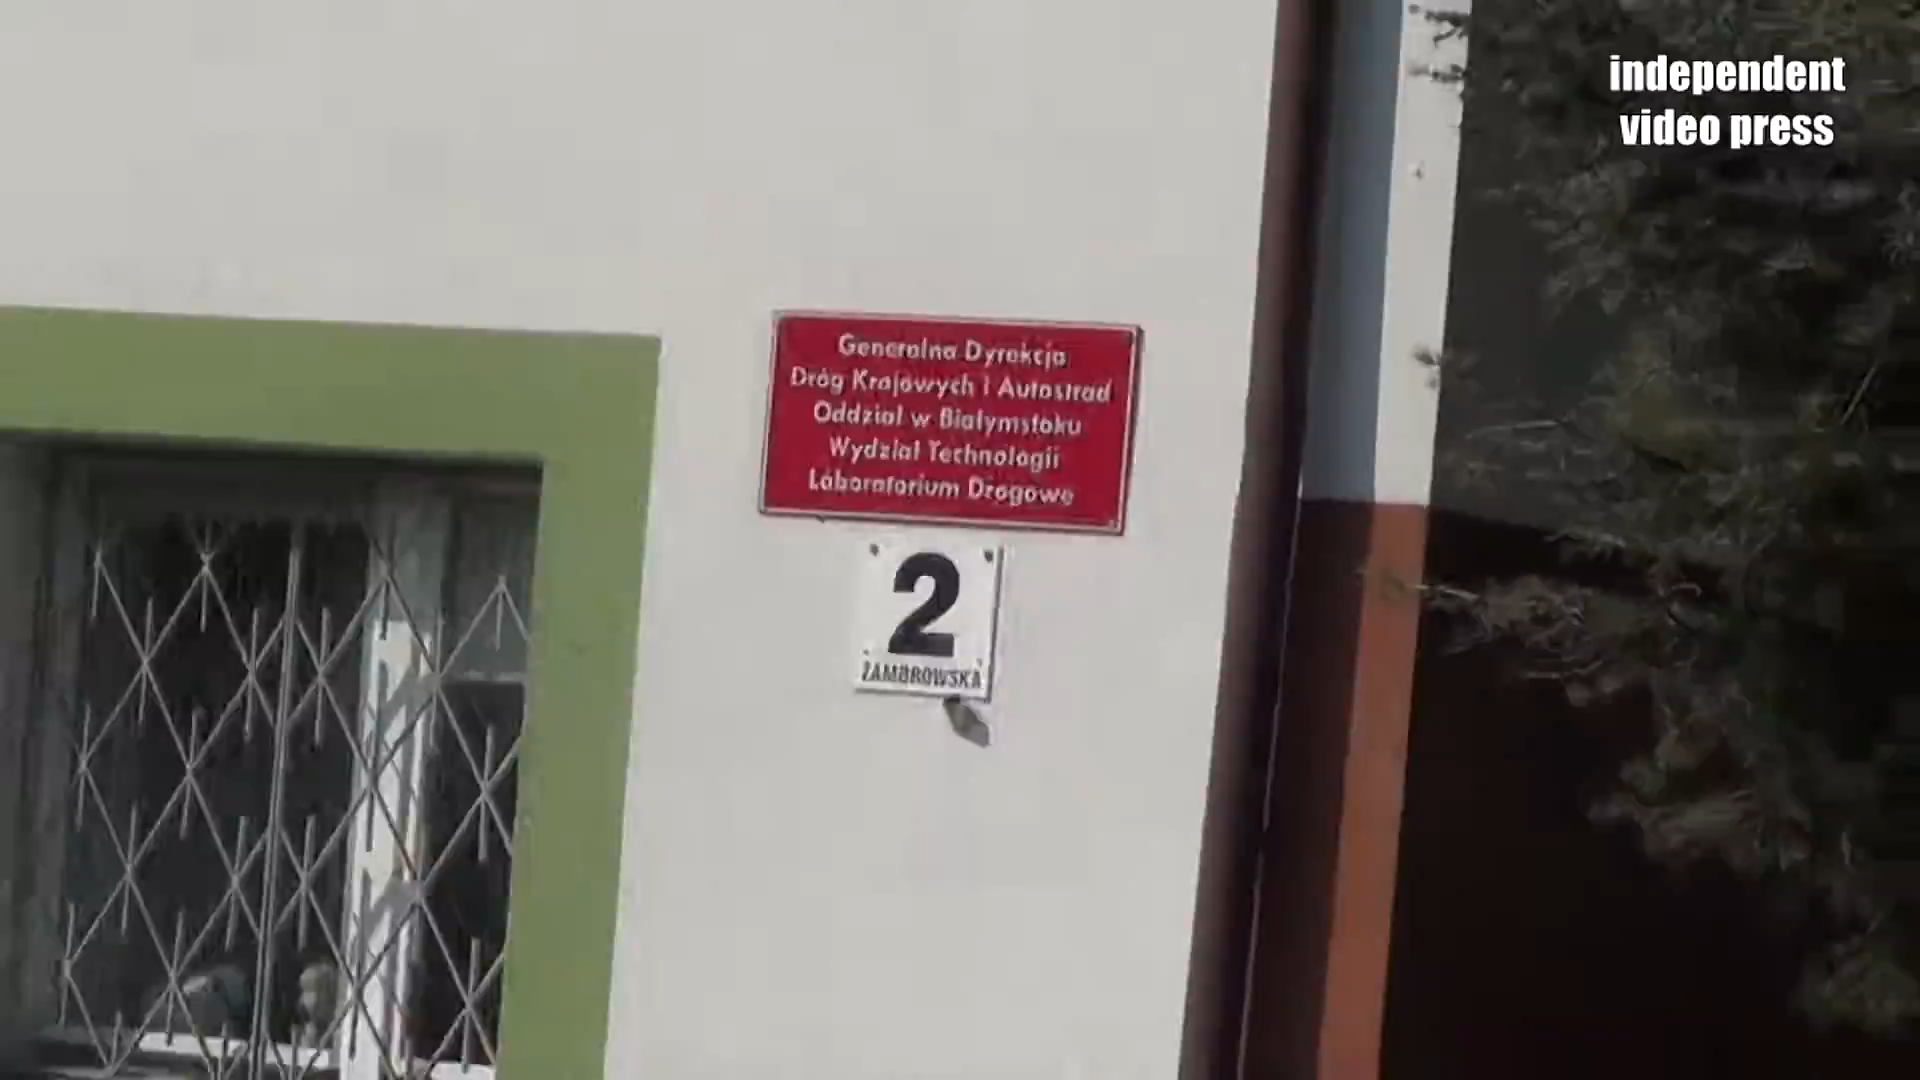 independent
video press
Generalna Dyrekcja
Dróg Krajowych i Autostrad
Oddział w Białymstoku
Wydział Technologii
Laboratorium Drogowe
2
ZAMBROWSKA